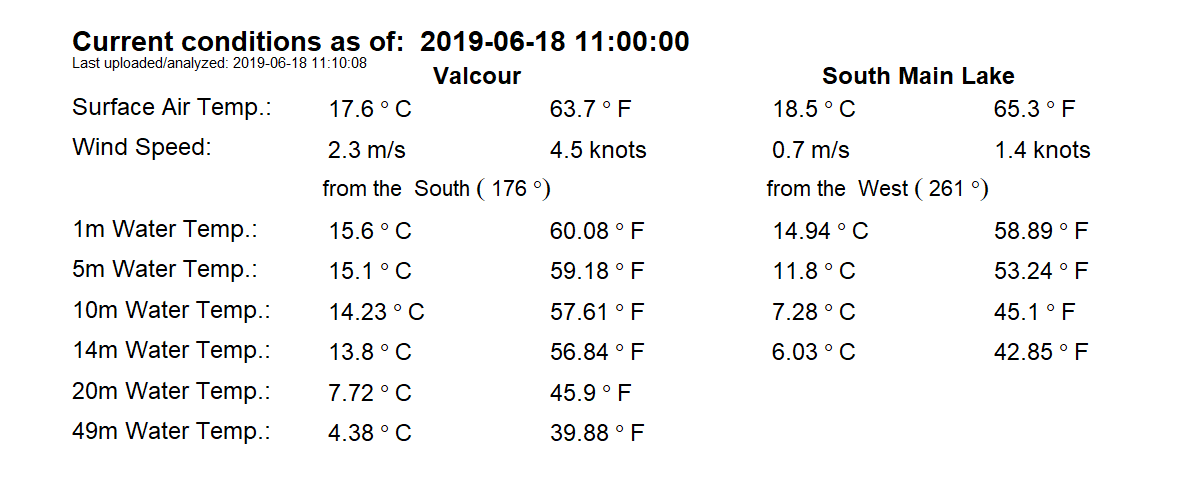 Current conditions as of: 2019-06-18 11:00:00
Last uploaded/analyzed: 2019-06-18 11:10:08
Valcour South Main Lake
Surface Air Temp.: 17.6 ° C 63.7 ° F 18.5 ° C 65.3 ° F
Wind Speed: 2.3 m/s 4.5 knots 0.7 m/s 1.4 knots
from the South ( 176 °) from the West ( 261 °)
1m Water Temp.: 15.6 ° C 60.08 ° F 14.94 ° C 58.89 ° F
5m Water Temp.: 15.1 ° C 59.18 ° F 11.8 ° C 53.24 ° F
10m Water Temp.: 14.23 ° C 57.61 ° F 7.28 ° C 45.1 ° F
14m Water Temp.: 13.8 ° C 56.84 ° F 6.03 ° C 42.85 ° F
20m Water Temp.: 7.72 ° C 45.9 ° F
49m Water Temp.: 4.38 ° C 39.88 ° F